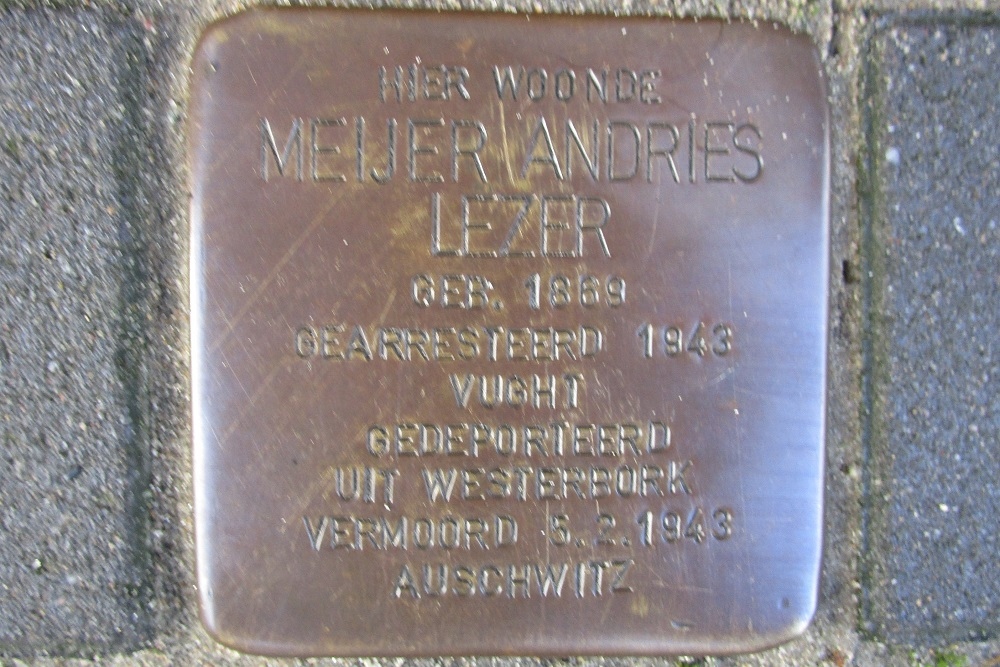 HIER WOONDE
MEIJER ANDRIES
LEZER
GEB. 1869
GEARRESTEERD 1943
VUGHT
GEDEPORTEERD
UIT WESTERBORK
VERMOORD 5.2.1943
AUSCHWITZ